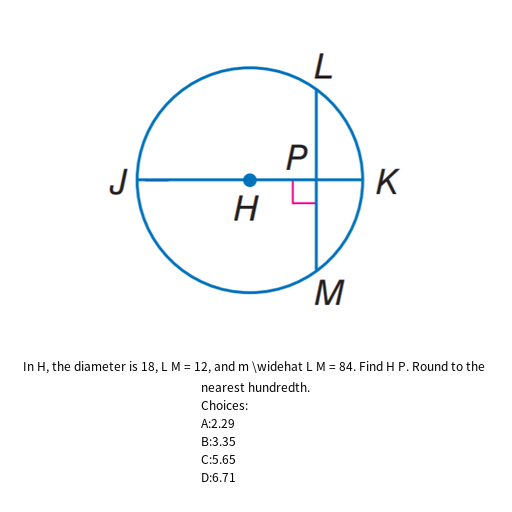 L
P
J
K
H
M
In H, the diameter is 18, L M = 12, and m \widehat L M = 84. Find H P. Round to the
nearest hundredth.
Choices:
A:2.29
B:3.35
C:5.65
D:6.71